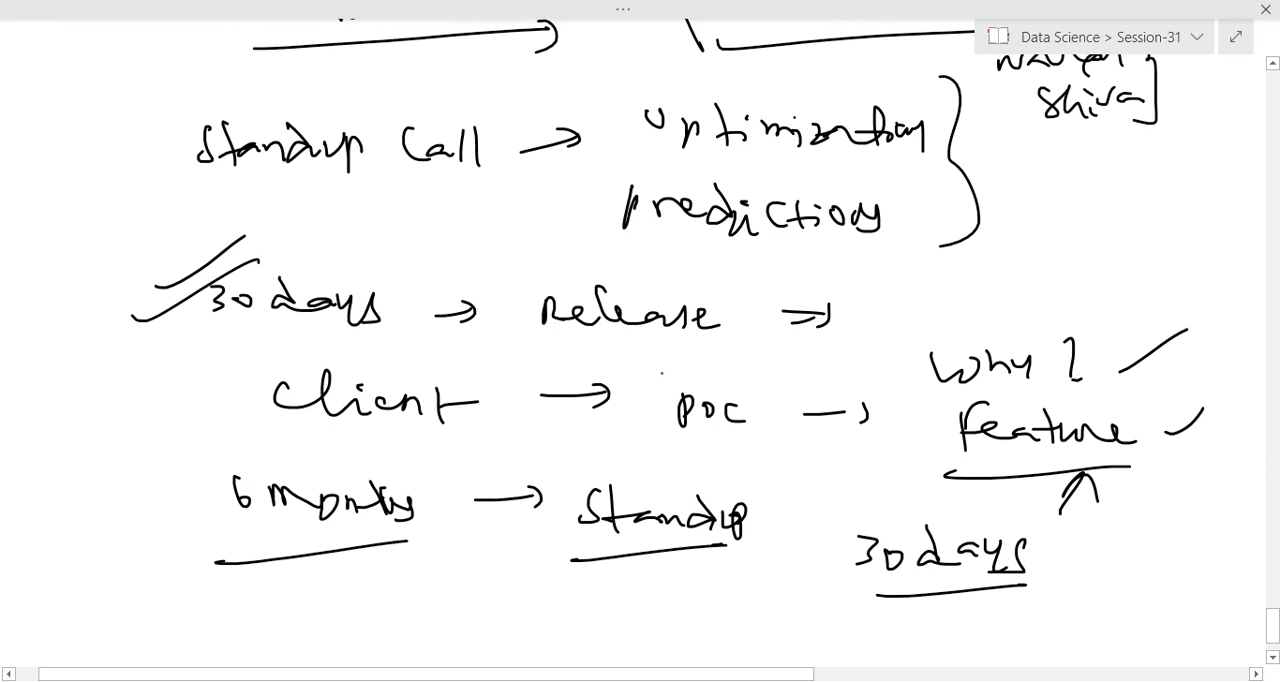 Data Science > Session-31
Shiva
Standup Call → optimization
predictions
30 days → Release ⇒
Why?
Client → POC →
Feature
6 months → Standup
30 days